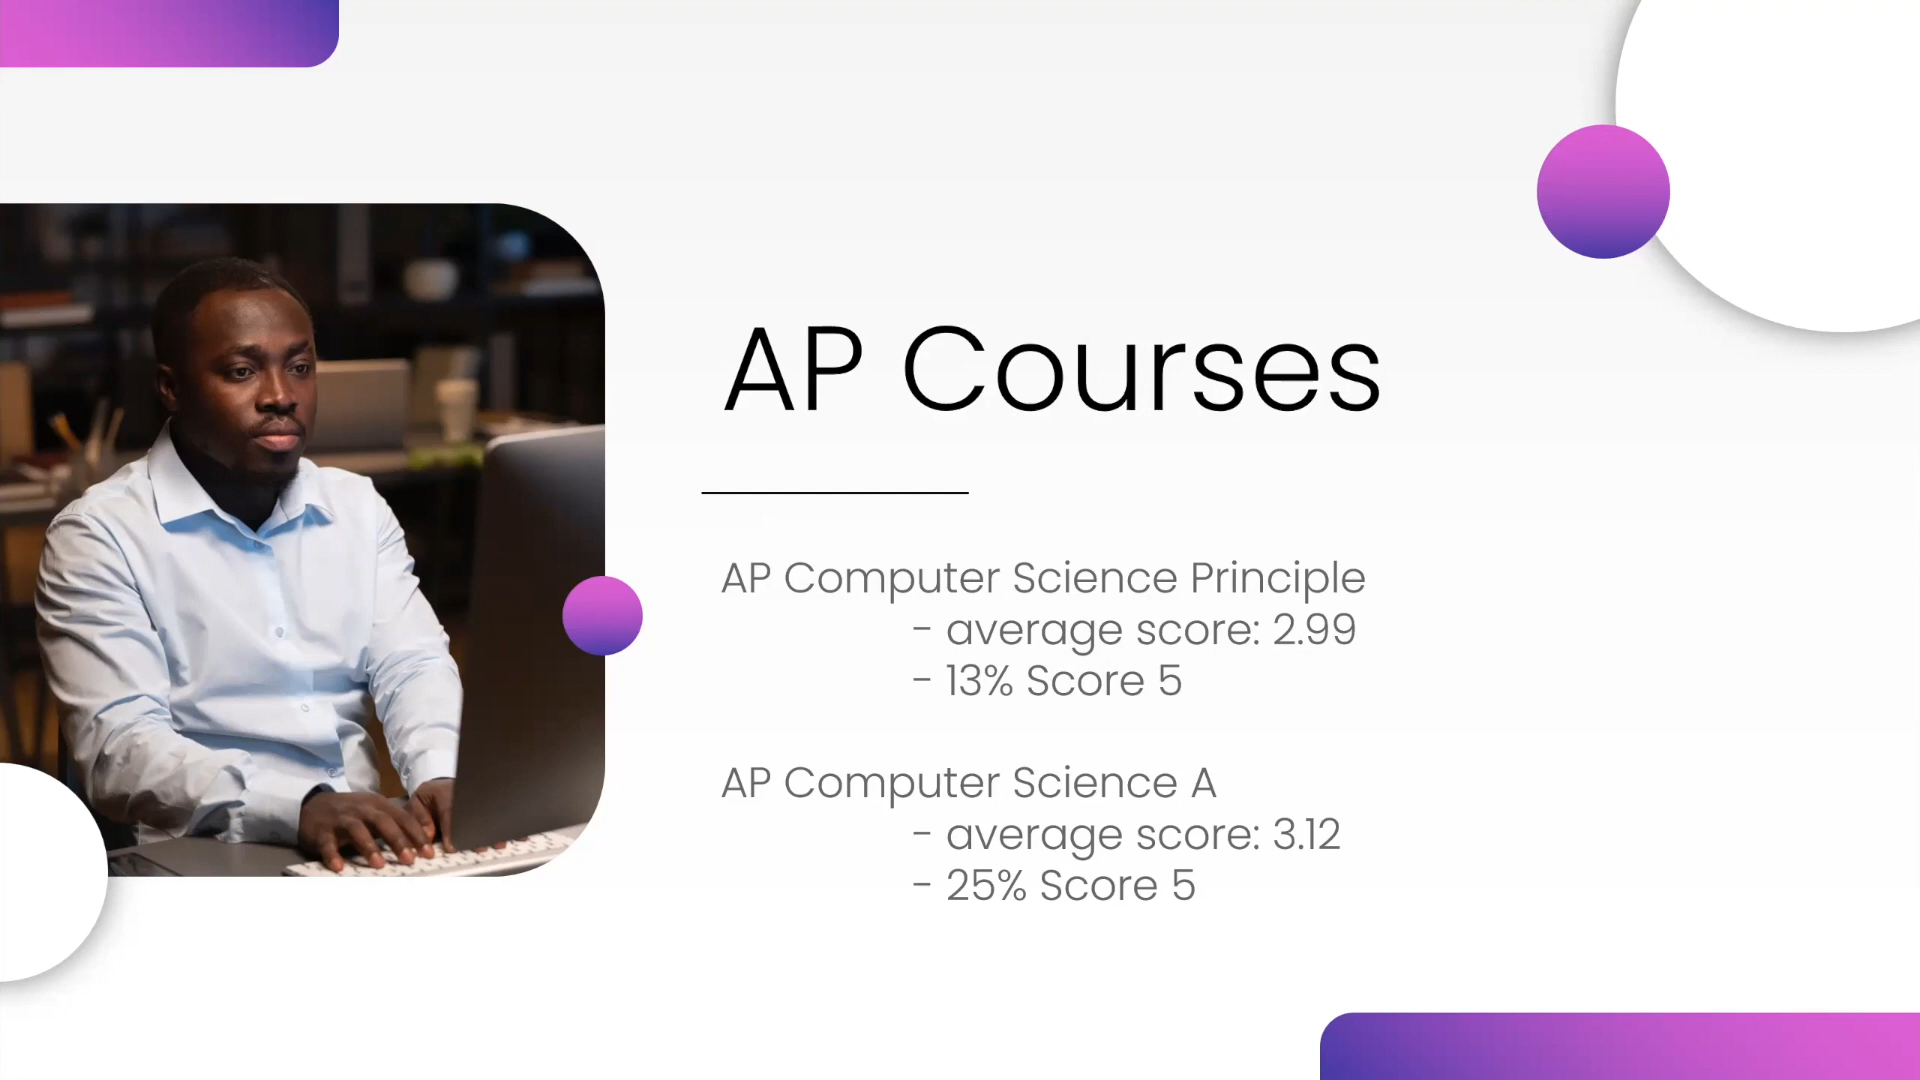 AP Courses
AP Computer Science Principle
- average score: 2.99
- 13% Score 5
AP Computer Science A
- average score: 3.12
- 25% Score 5